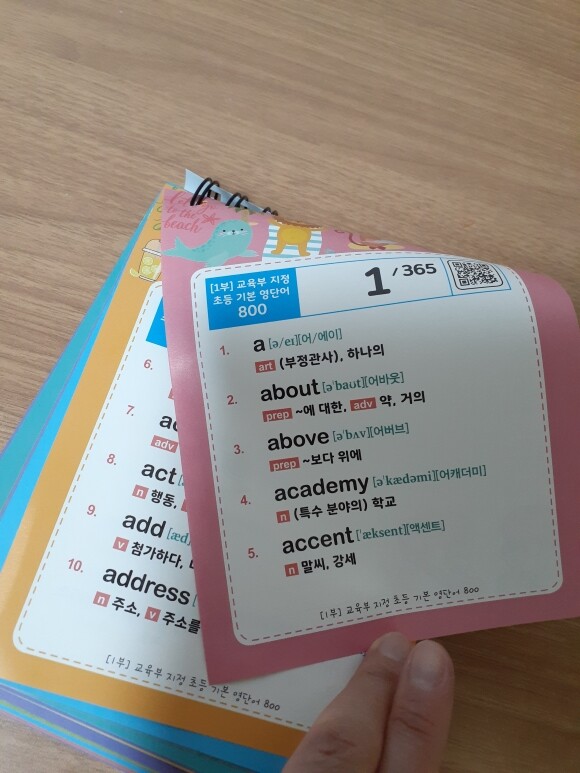 to the
beach
[1부] 교육부 지정
초등 기본 영단어
800
1/365
1. a [ə/eɪ][어/에이]
art (부정관사), 하나의
2. about [ə'baʊt][어바웃]
prep ~에 대한, adv 약, 거의
3. above [ə'bʌv][어버브]
prep ~보다 위에
4. academy [ə'kædəmi][어캐더미]
n (특수 분야의) 학교
5. accent ['æksent][액센트]
n 말씨, 강세
[1부] 교육부 지정 초등 기본 영단어 800
6.
7.
adv
8. act
n 행동,
9. add [æd]
v 첨가하다,
10. address
n 주소, v 주소를
[1부] 교육부 지정 초등 기본 영단어 800